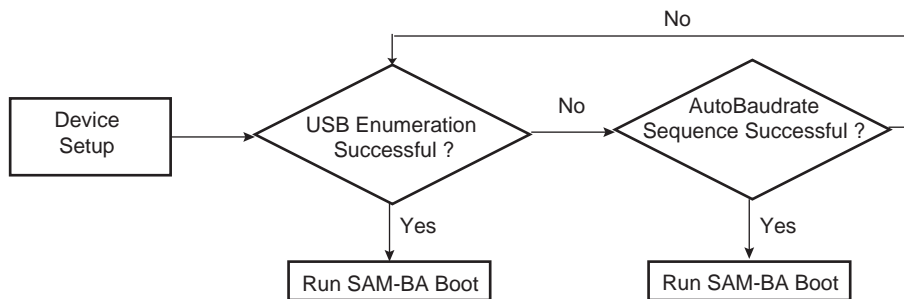 No
Device
Setup
USB Enumeration
Successful ?
No
AutoBaudrate
Sequence Successful ?
Yes
Yes
Run SAM-BA Boot
Run SAM-BA Boot